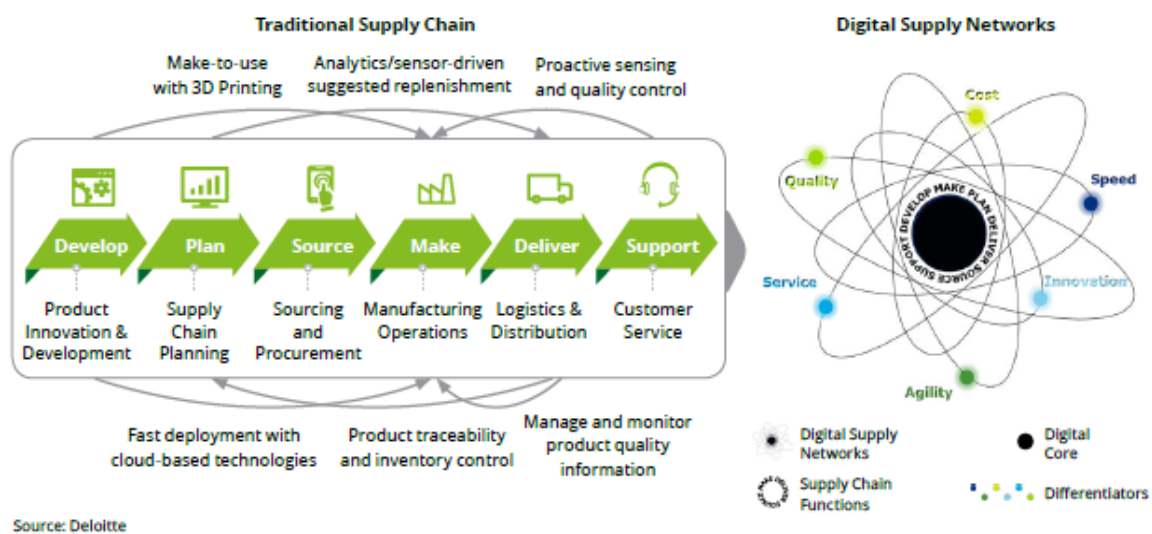 Traditional Supply Chain
Make-to-use
with 3D Printing
Analytics/sensor-driven
suggested replenishment
Proactive sensing
and quality control
Develop
Plan
Source
Make
Deliver
Support
Product
Innovation &
Development
Supply
Chain
Planning
Sourcing
and
Procurement
Manufacturing
Operations
Logistics &
Distribution
Customer
Service
Fast deployment with
cloud-based technologies
Product traceability
and inventory control
Manage and monitor
product quality
information
Source: Deloitte
Digital Supply Networks
Cost
Quality
Speed
SUPPORT DEVELOP MAKE PLAN DELIVER SOURCE
Service
Innovation
Agility
Digital Supply
Networks
Digital
Core
Supply Chain
Functions
Differentiators